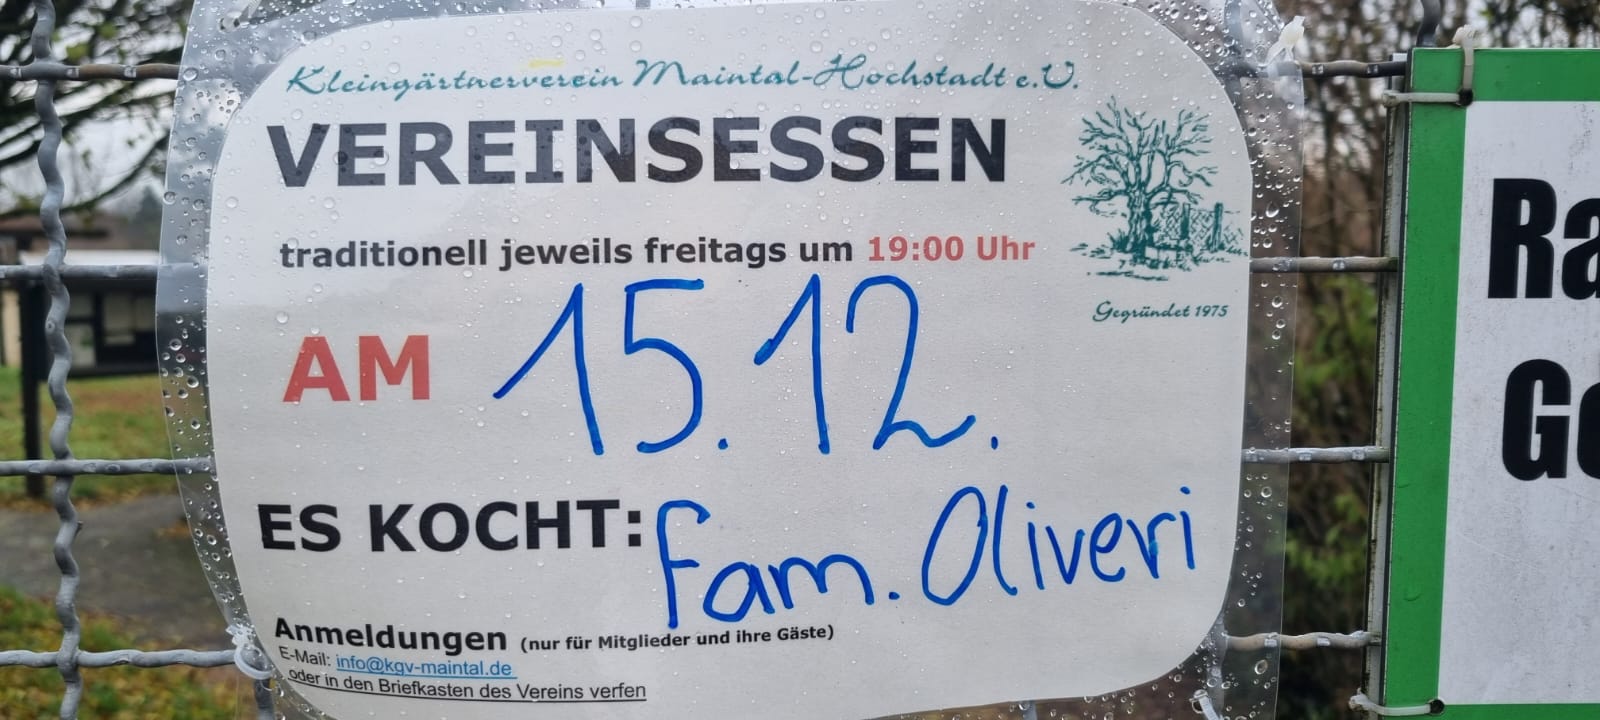 Kleingärtnerverein Maintal-Hochstadt e.V.
VEREINSESSEN
traditionell jeweils freitags um 19:00 Uhr
AM 15.12.
Gegründet 1975
ES KOCHT: Fam. Oliveri
Anmeldungen (nur für Mitglieder und ihre Gäste)
E-Mail: info@kgv-maintal.de
oder in den Briefkasten des Vereins verfen
Ra
Ge